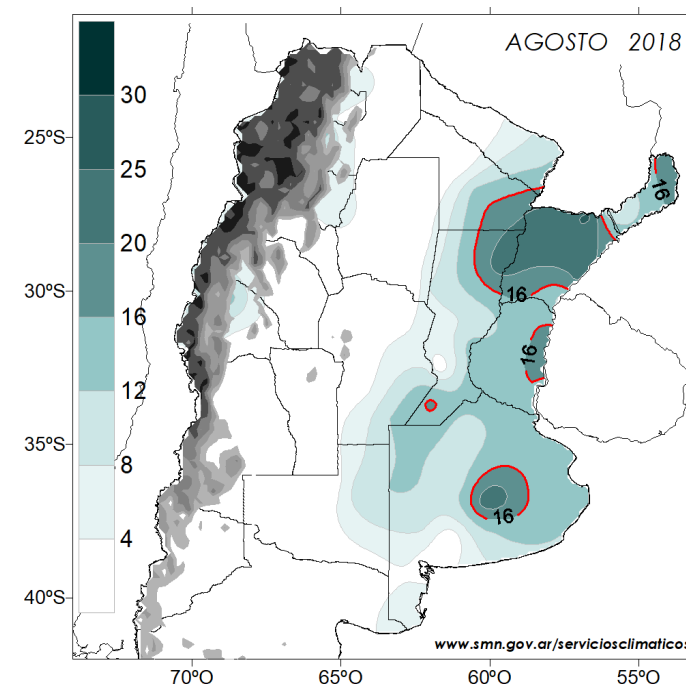 AGOSTO 2018
30
25
20
16
12
8
4
25ºS
30ºS
35ºS
40ºS
16
16
16
16
www.smn.gov.ar/serviciosclimaticos
70ºO
65ºO
60ºO
55ºO